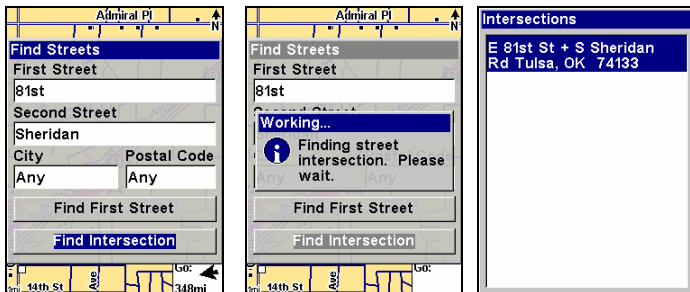 Admiral Pl
N
Find Streets
First Street
81st
Second Street
Sheridan
City Postal Code
Any Any
Find First Street
Find Intersection
14th St
Ave
Go:
348mi
Admiral Pl
N
Find Streets
First Street
81st
Working...
Finding street
intersection. Please
wait.
Find First Street
Find Intersection
14th St
Ave
Go:
348mi
Intersections
E 81st St + S Sheridan
Rd Tulsa, OK 74133